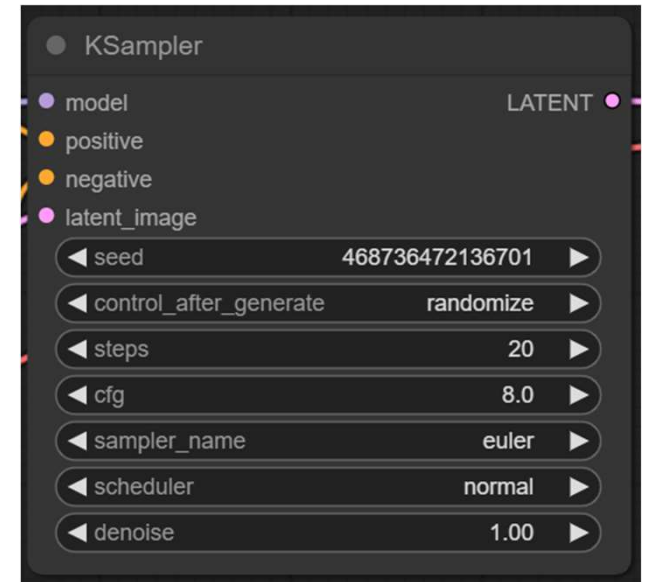 KSampler
model LATENT
positive
negative
latent_image
seed 468736472136701
control_after_generate randomize
steps 20
cfg 8.0
sampler_name euler
scheduler normal
denoise 1.00